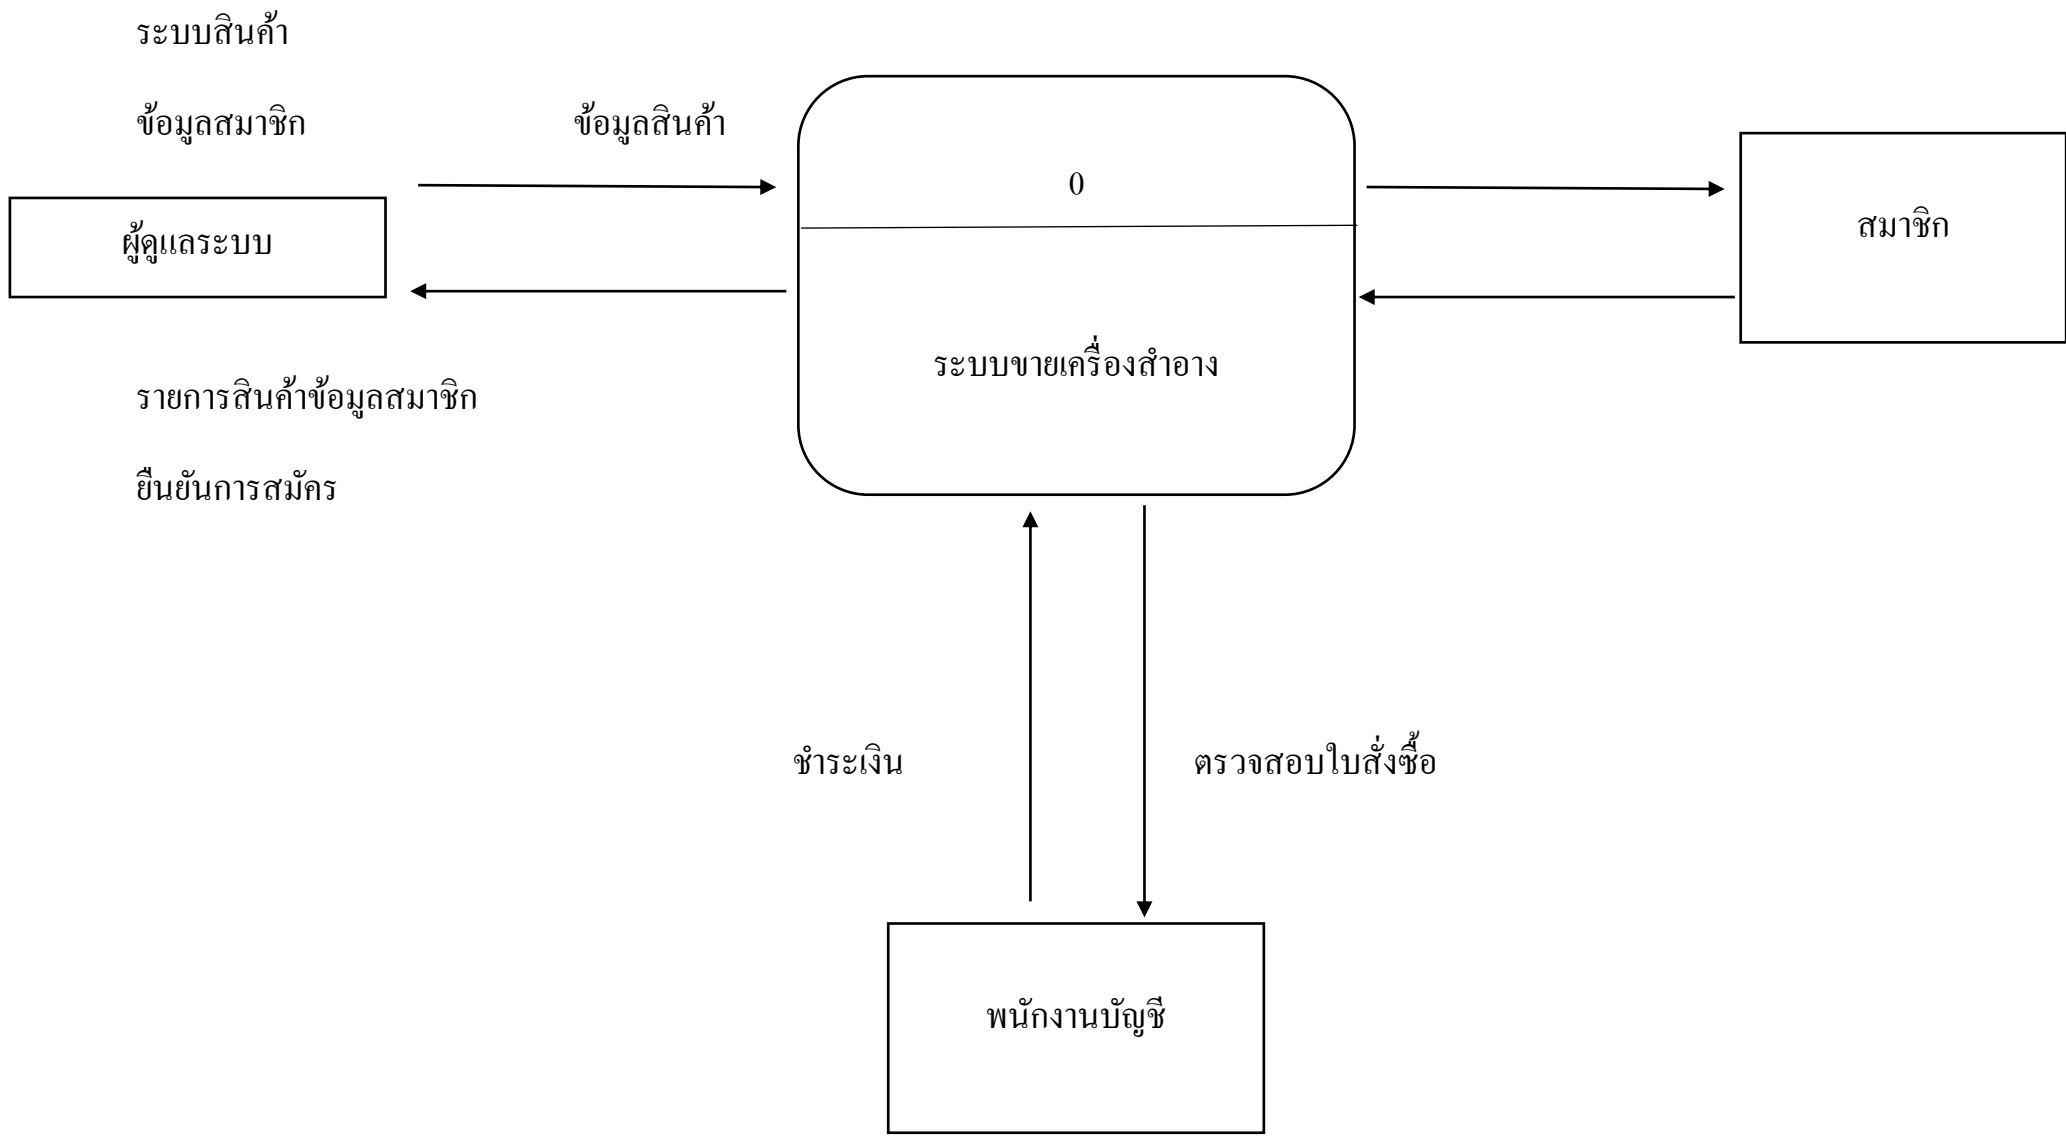 ระบบสินค้า
ข้อมูลสมาชิก
ข้อมูลสินค้า
0
ผู้ดูแลระบบ
สมาชิก
ระบบขายเครื่องสำอาง
รายการสินค้าข้อมูลสมาชิก
ยืนยันการสมัคร
ชำระเงิน
ตรวจสอบใบสั่งซื้อ
พนักงานบัญชี